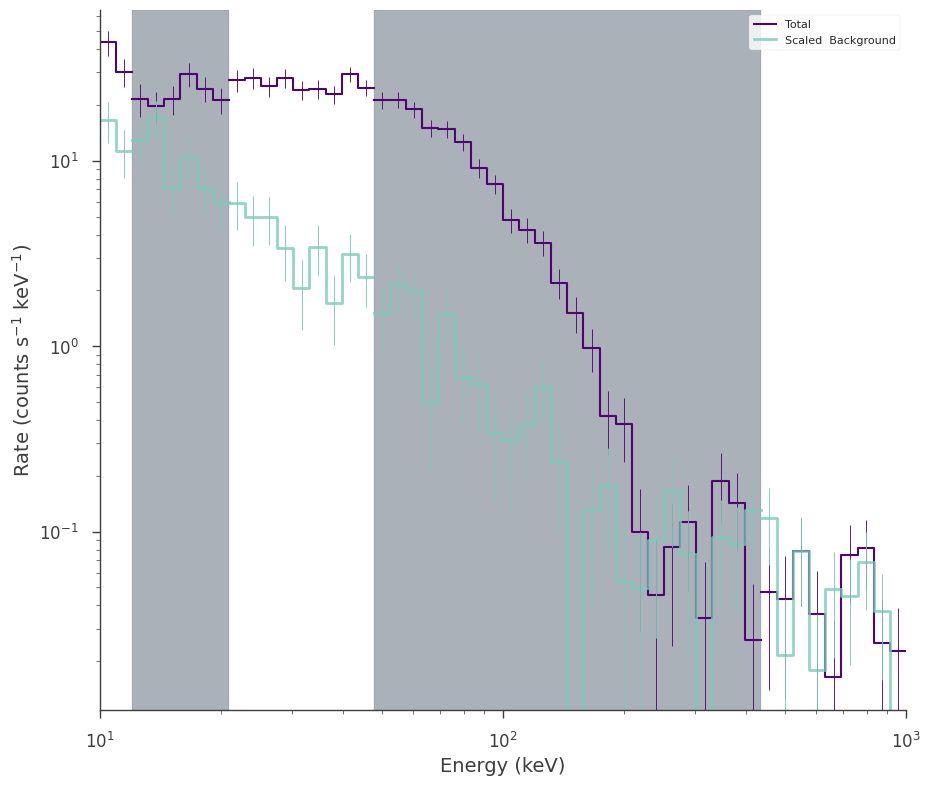 Total
Scaled  Background
Rate (counts s⁻¹ keV⁻¹)
10¹
10⁰
10⁻¹
10¹
10²
10³
Energy (keV)